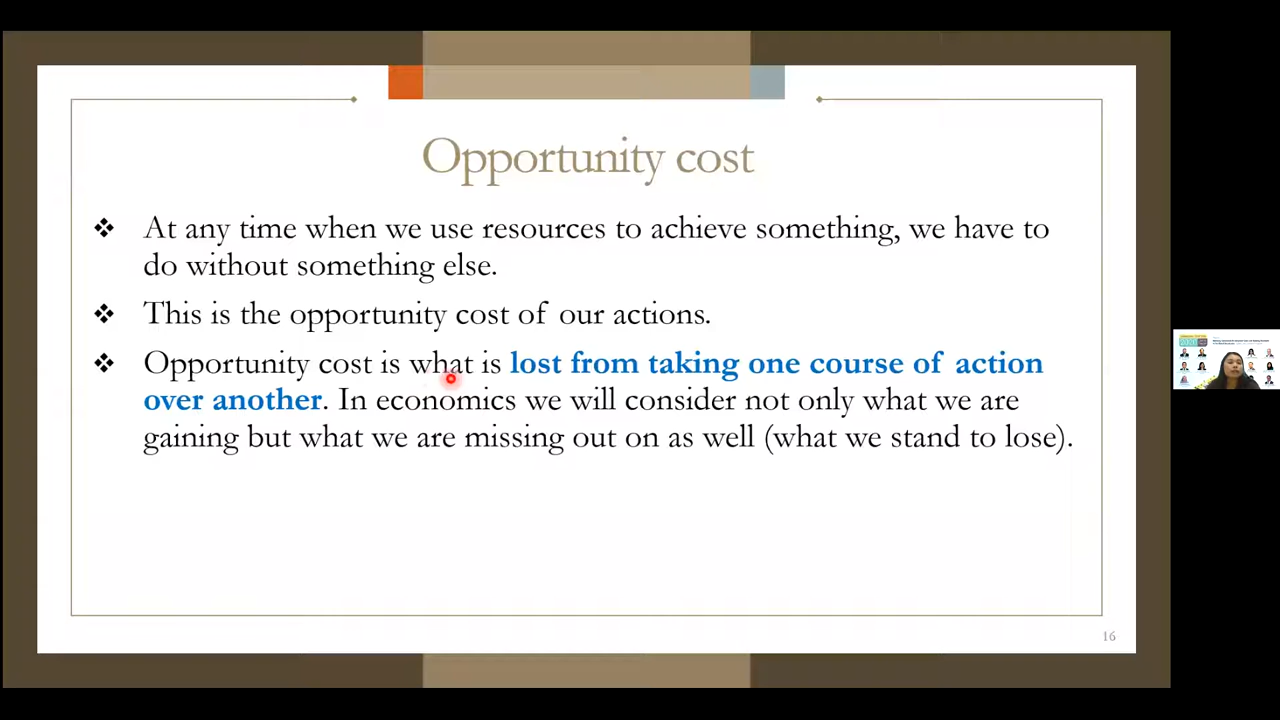 Opportunity cost
❖ At any time when we use resources to achieve something, we have to
do without something else.
❖ This is the opportunity cost of our actions.
❖ Opportunity cost is what is lost from taking one course of action
over another. In economics we will consider not only what we are
gaining but what we are missing out on as well (what we stand to lose).
16